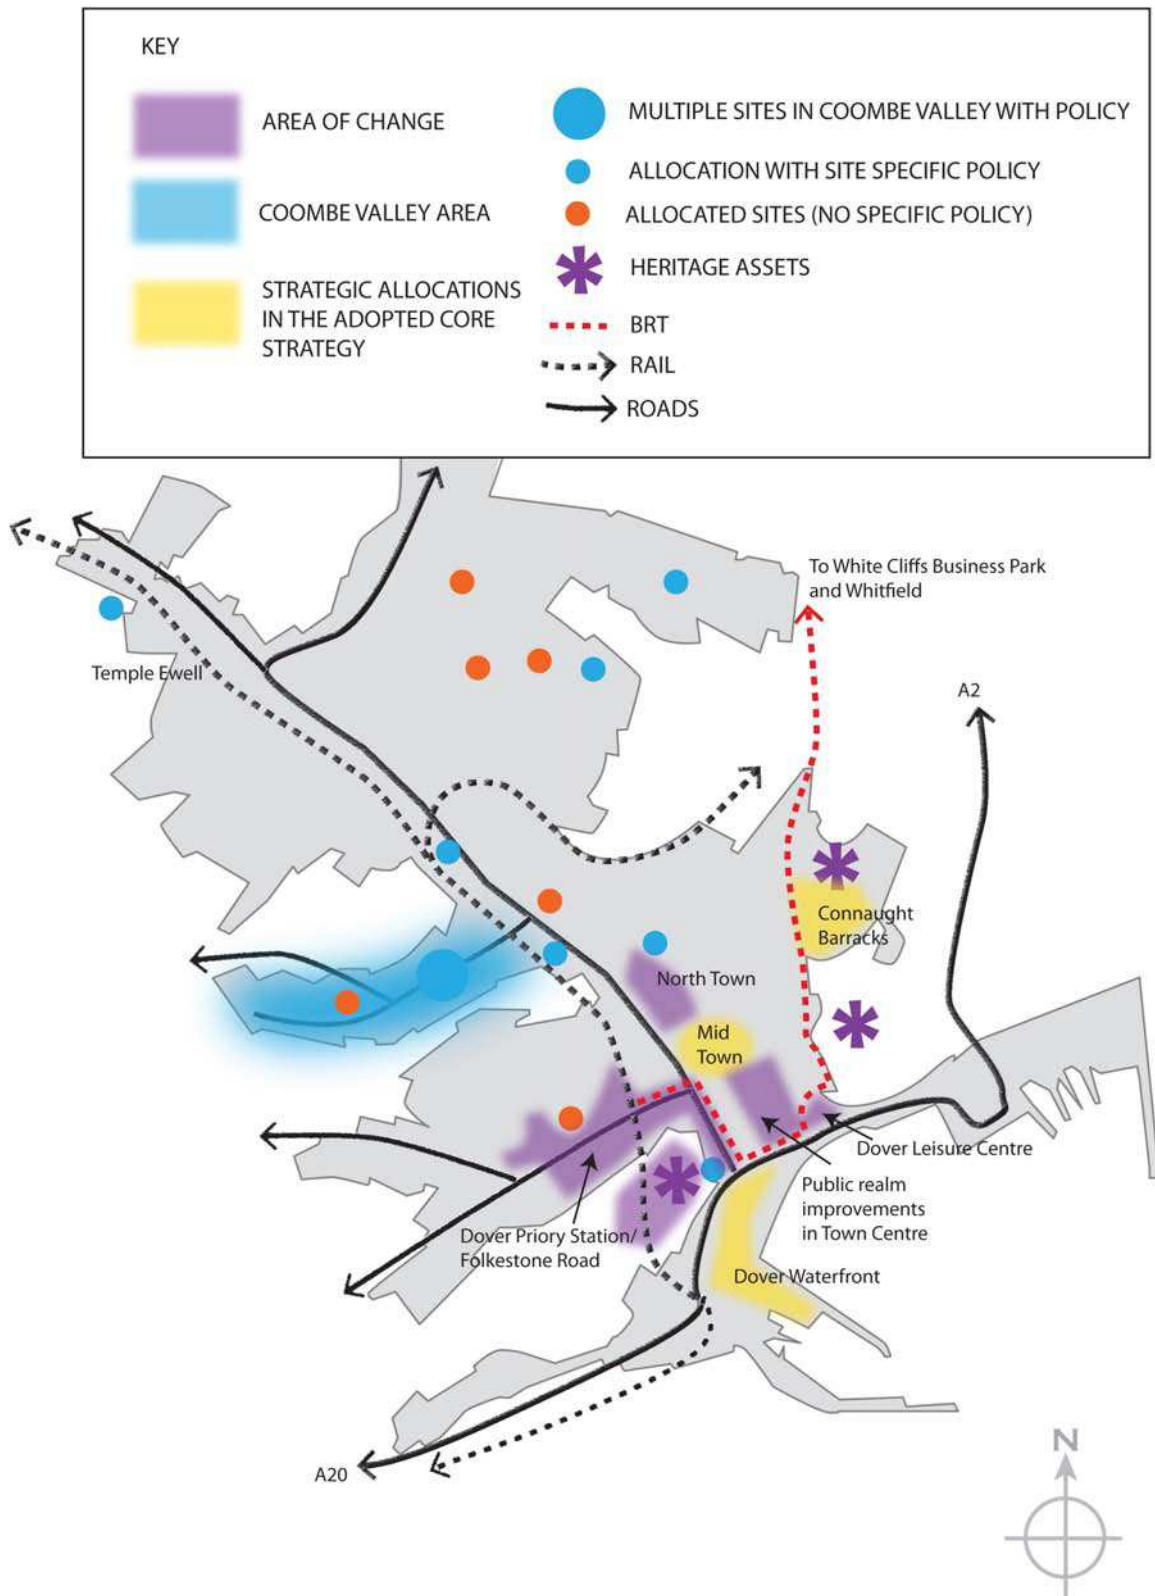 KEY
AREA OF CHANGE
COOMBE VALLEY AREA
STRATEGIC ALLOCATIONS
IN THE ADOPTED CORE
STRATEGY
MULTIPLE SITES IN COOMBE VALLEY WITH POLICY
ALLOCATION WITH SITE SPECIFIC POLICY
ALLOCATED SITES (NO SPECIFIC POLICY)
HERITAGE ASSETS
BRT
RAIL
ROADS
To White Cliffs Business Park
and Whitfield
Temple Ewell
A2
Connaught
Barracks
North Town
Mid
Town
Dover Leisure Centre
Public realm
improvements
in Town Centre
Dover Priory Station/
Folkestone Road
Dover Waterfront
A20
N